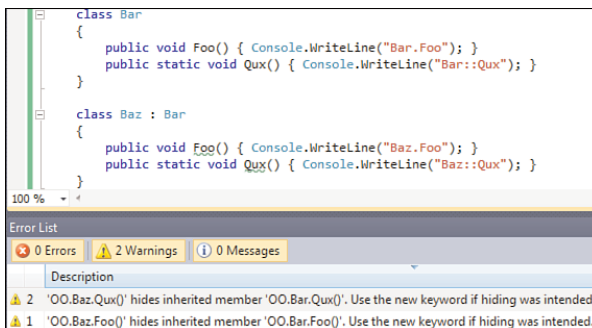 class Bar
{
public void Foo() { Console.WriteLine("Bar.Foo"); }
public static void Qux() { Console.WriteLine("Bar::Qux"); }
}
class Baz : Bar
{
public void Foo() { Console.WriteLine("Baz.Foo"); }
public static void Qux() { Console.WriteLine("Baz::Qux"); }
}
100 %
Error List
0 Errors 2 Warnings 0 Messages
Description
2 'OO.Baz.Qux()' hides inherited member 'OO.Bar.Qux()'. Use the new keyword if hiding was intended
1 'OO.Baz.Foo()' hides inherited member 'OO.Bar.Foo()'. Use the new keyword if hiding was intended.